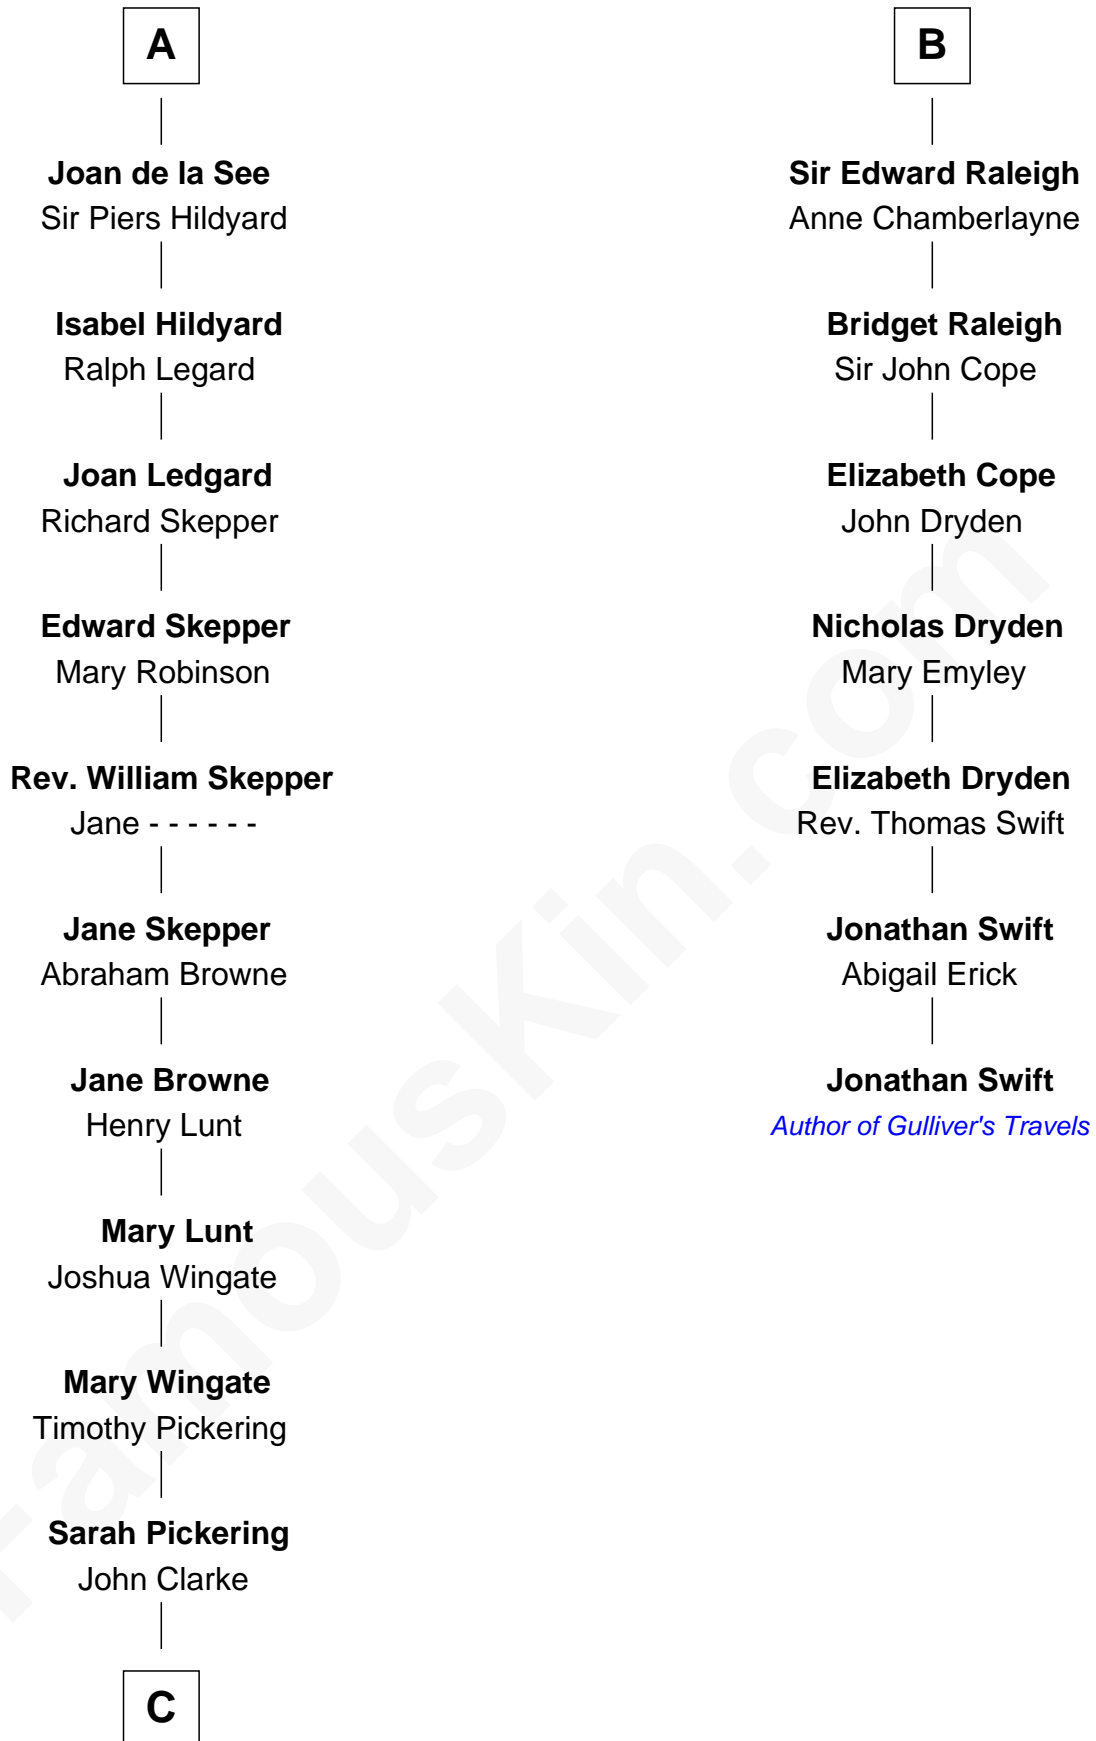 A
Joan de la See
Sir Piers Hildyard
Isabel Hildyard
Ralph Legard
Joan Ledgard
Richard Skepper
Edward Skepper
Mary Robinson
Rev. William Skepper
Jane - - - - - -
Jane Skepper
Abraham Browne
Jane Browne
Henry Lunt
Mary Lunt
Joshua Wingate
Mary Wingate
Timothy Pickering
Sarah Pickering
John Clarke
C
B
Sir Edward Raleigh
Anne Chamberlayne
Bridget Raleigh
Sir John Cope
Elizabeth Cope
John Dryden
Nicholas Dryden
Mary Emyley
Elizabeth Dryden
Rev. Thomas Swift
Jonathan Swift
Abigail Erick
Jonathan Swift
Author of Gulliver's Travels
FamousKin.com